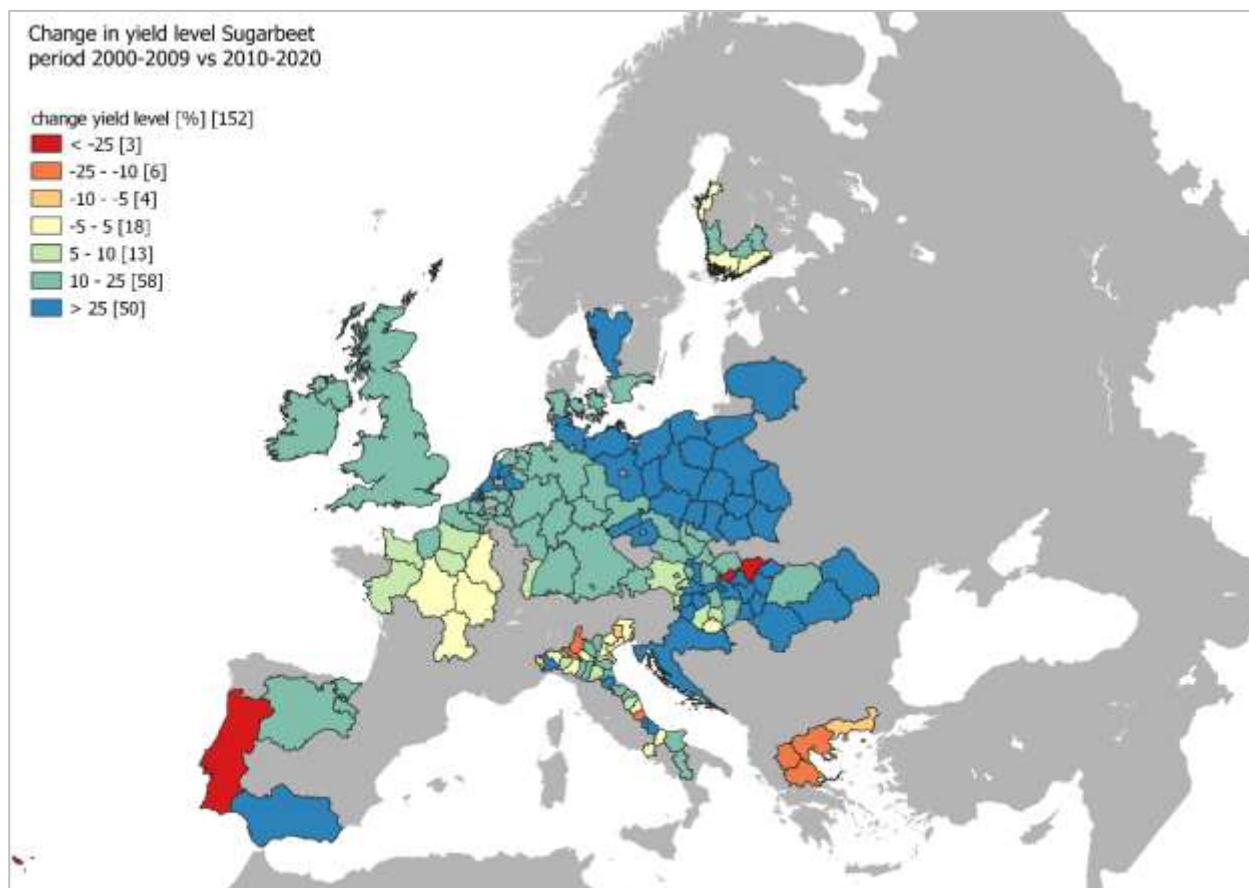 Change in yield level Sugarbeet
period 2000-2009 vs 2010-2020
change yield level [%] [152]
< -25 [3]
-25 - -10 [6]
-10 - -5 [4]
-5 - 5 [18]
5 - 10 [13]
10 - 25 [58]
> 25 [50]